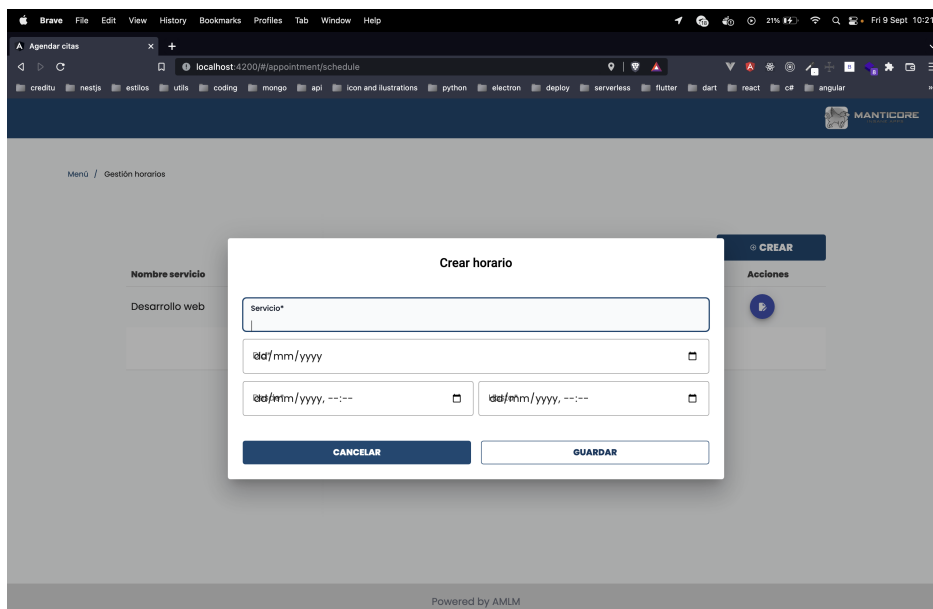 Brave File Edit View History Bookmarks Profiles Tab Window Help 21% Fri 9 Sept 10:21
Agendar citas
localhost:4200/#/appointment/schedule
creditu nestjs estilos utils coding mongo api icon and ilustrations python electron deploy serverless flutter dart react c# angular
MANTICORE
Menú / Gestión horarios
CREAR
Crear horario
Nombre servicio Acciones
Servicio*
Desarrollo web
dd/mm/yyyy
dd/mm/yyyy, --:-- dd/mm/yyyy, --:--
CANCELAR GUARDAR
Powered by AMLM